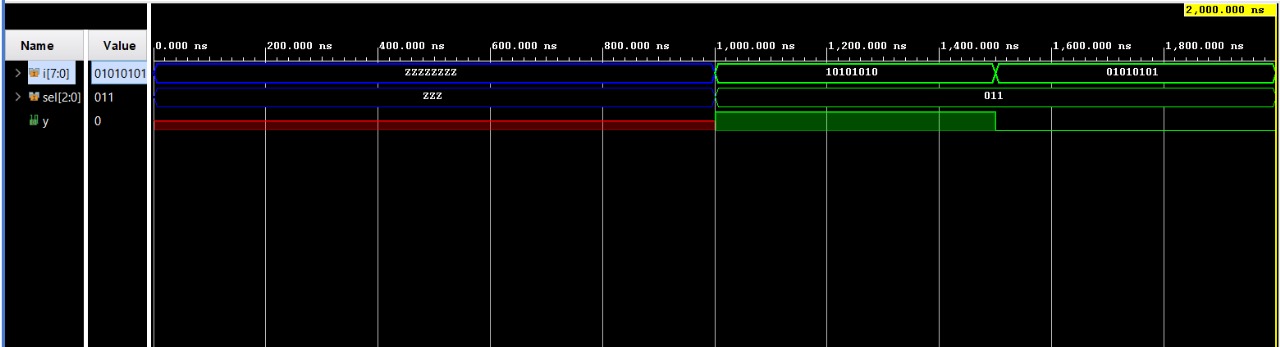 2,000.000 ns
Name Value 0.000 ns 200.000 ns 400.000 ns 600.000 ns 800.000 ns 1,000.000 ns 1,200.000 ns 1,400.000 ns 1,600.000 ns 1,800.000 ns
i[7:0] 01010101 zzzzzzzz 10101010 01010101
sel[2:0] 011 zzz 011
y 0